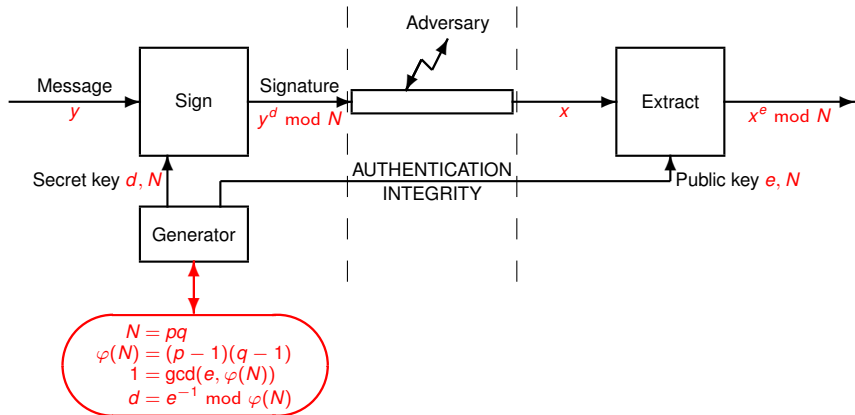 Adversary
Message
y
Sign
Signature
y^d mod N
x
Extract
x^e mod N
Secret key d, N
AUTHENTICATION
INTEGRITY
Public key e, N
Generator
N = pq
φ(N) = (p − 1)(q − 1)
1 = gcd(e, φ(N))
d = e^−1 mod φ(N)